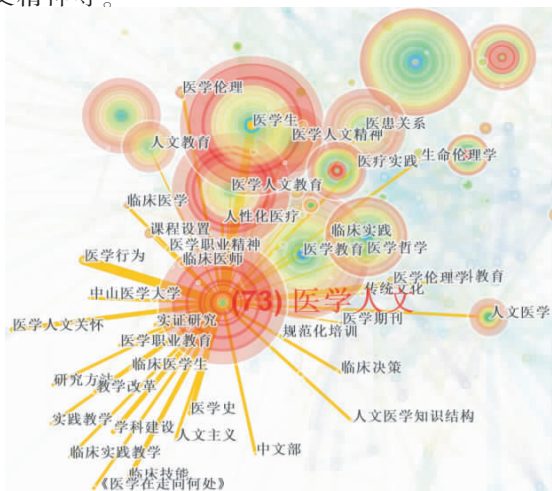 医学伦理
医学生
医患关系
医学人文精神
人文教育
医疗实践
生命伦理学
医学人文教育
临床医学
人性化医疗
课程设置
临床实践
医学职业精神
医学教育
医学哲学
医学行为
临床医师
医学伦理学
教育
传统文化
中山医学大学
(73) 医学人文
人文医学
医学人文关怀
实证研究
医学期刊
规范化培训
医学职业教育
临床医学生
临床决策
研究方法
教学改革
医学史
实践教学
学科建设
人文医学知识结构
人文主义
临床实践教学
中文部
临床技能
《医学在走向何处》